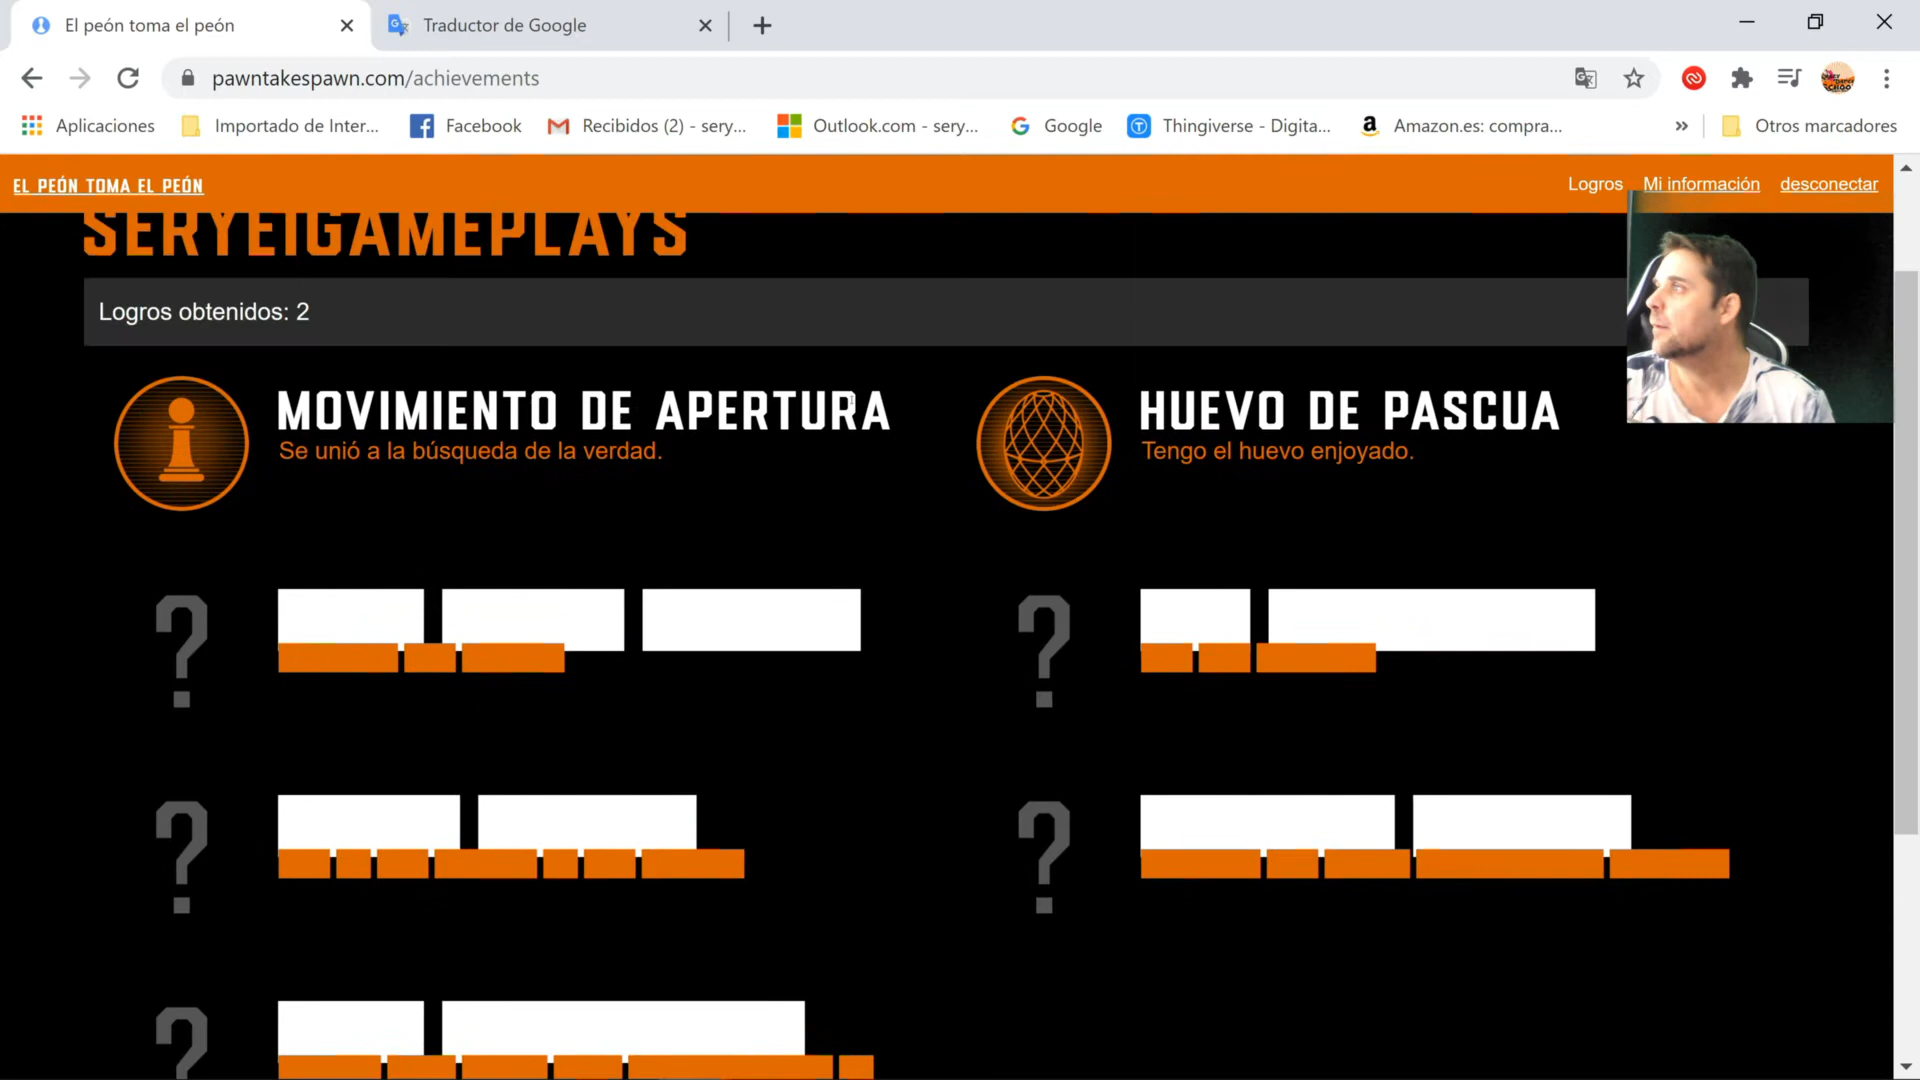 El peón toma el peón
Traductor de Google
pawntakespawn.com/achievements
Aplicaciones
Importado de Inter...
Facebook
Recibidos (2) - sery...
Outlook.com - sery...
Google
Thingiverse - Digita...
Amazon.es: compra...
»
Otros marcadores
EL PEÓN TOMA EL PEÓN
Logros
Mi información
desconectar
SERYEIGAMEPLAYS
Logros obtenidos: 2
MOVIMIENTO DE APERTURA
Se unió a la búsqueda de la verdad.
HUEVO DE PASCUA
Tengo el huevo enjoyado.
?
?
?
?
?